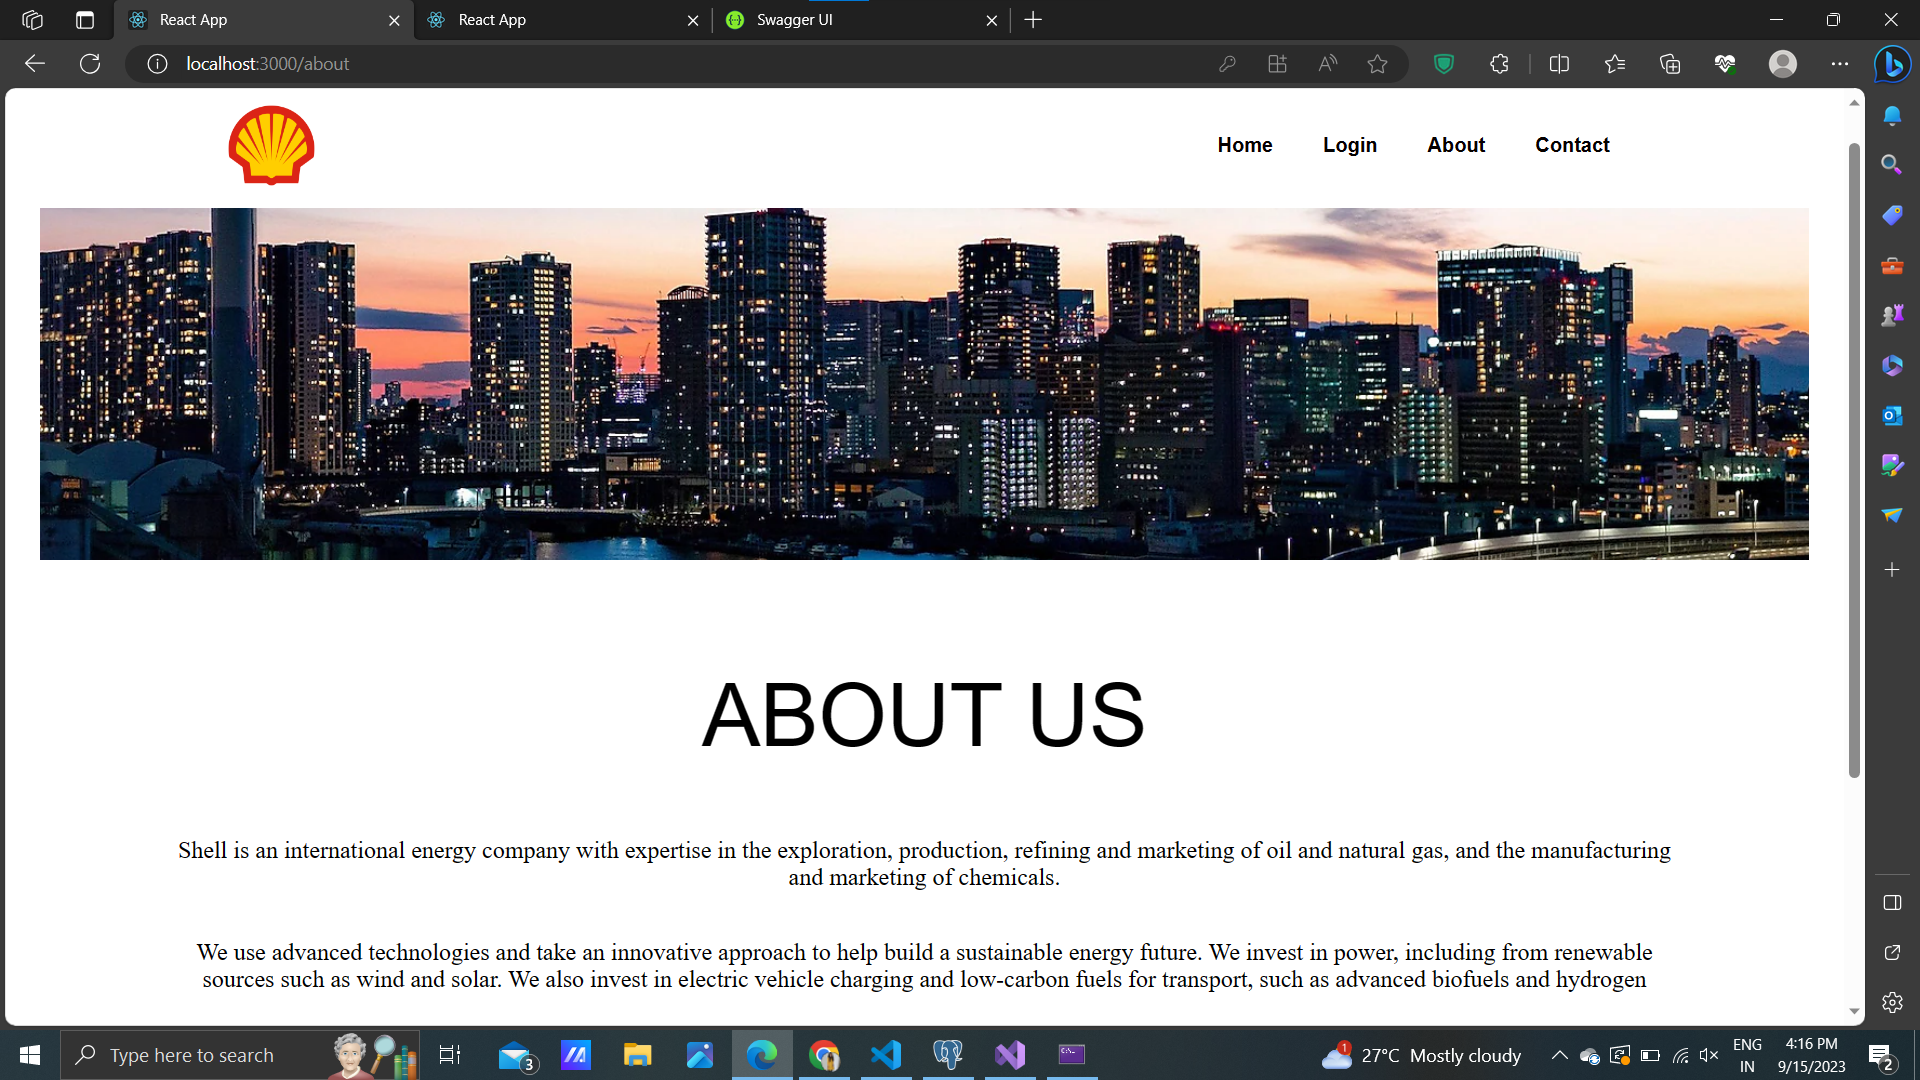 React App
React App
Swagger UI
localhost:3000/about
Home
Login
About
Contact
ABOUT US
Shell is an international energy company with expertise in the exploration, production, refining and marketing of oil and natural gas, and the manufacturing
and marketing of chemicals.
We use advanced technologies and take an innovative approach to help build a sustainable energy future. We invest in power, including from renewable
sources such as wind and solar. We also invest in electric vehicle charging and low-carbon fuels for transport, such as advanced biofuels and hydrogen
Type here to search
3
1
27°C Mostly cloudy
ENG
IN
4:16 PM
9/15/2023
2